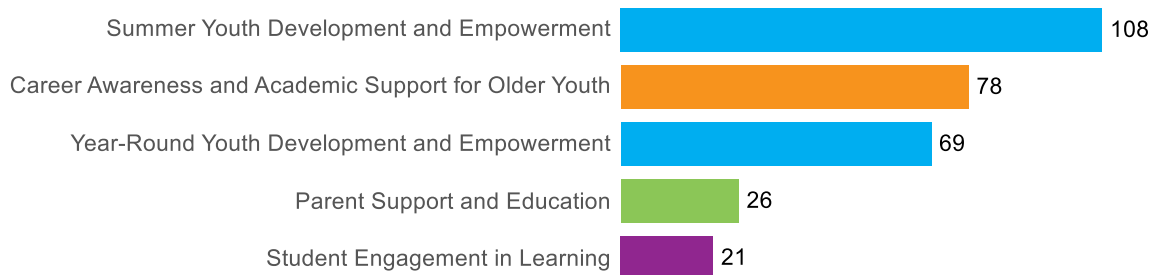 Summer Youth Development and Empowerment 108
Career Awareness and Academic Support for Older Youth 78
Year-Round Youth Development and Empowerment 69
Parent Support and Education 26
Student Engagement in Learning 21